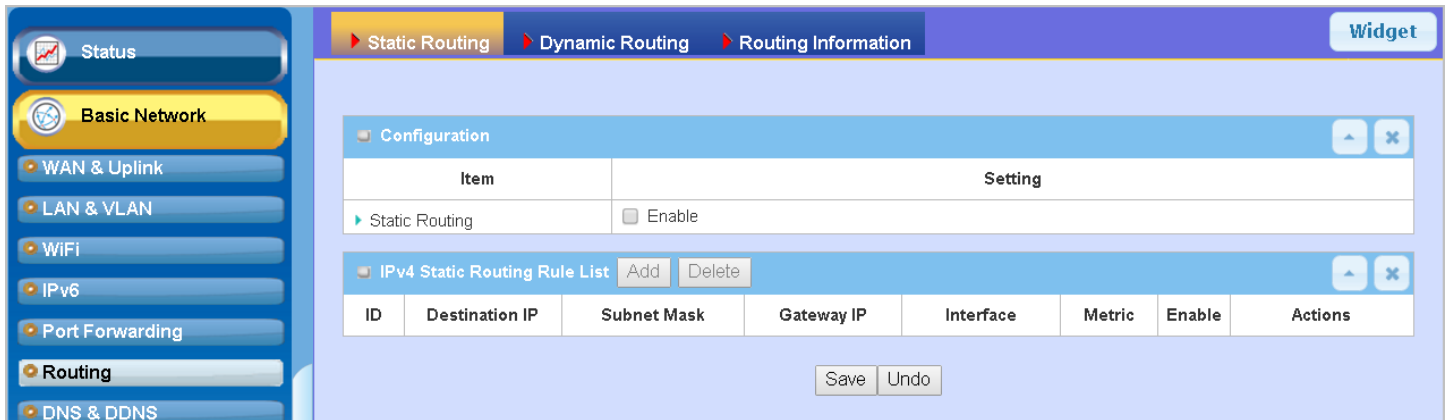 Status
Basic Network
WAN & Uplink
LAN & VLAN
WiFi
IPv6
Port Forwarding
Routing
DNS & DDNS
Static Routing Dynamic Routing Routing Information Widget
Configuration
Item Setting
Static Routing Enable
IPv4 Static Routing Rule List Add Delete
ID Destination IP Subnet Mask Gateway IP Interface Metric Enable Actions
Save Undo